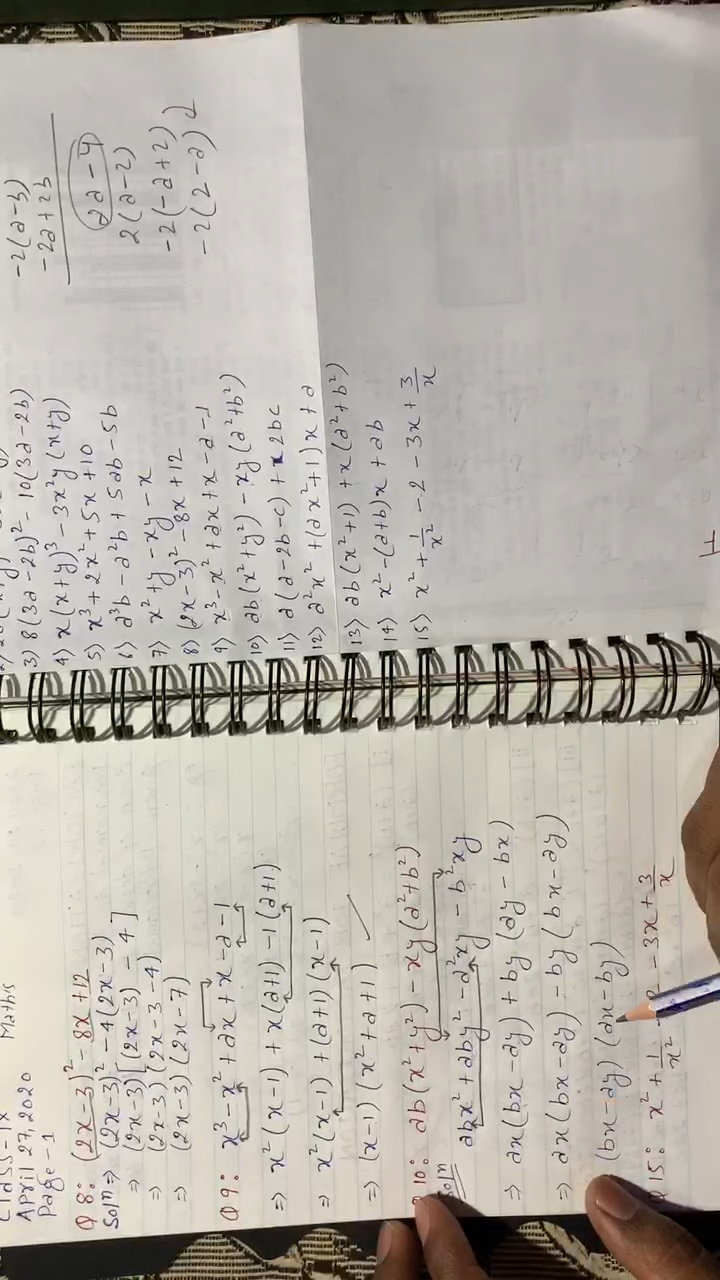 Class-IX
Maths
April 27, 2020
Page-1
Q8: (2x-3)² - 8x+12
Soln ⇒ (2x-3)² - 4(2x-3)
⇒ (2x-3)[(2x-3) - 4]
⇒ (2x-3)(2x-3-4)
⇒ (2x-3)(2x-7)
Q9: x³-x²+ax+x-a-1
⇒ x²(x-1)+x(a+1)-1(a+1)
⇒ x²(x-1)+(a+1)(x-1)
⇒ (x-1)(x²+a+1)
Q10: ab(x²+y²)-xy(a²+b²)
Soln
abx²+aby²-a²xy-b²xy
⇒ ax(bx-ay)+by(ay-bx)
⇒ ax(bx-ay)-by(bx-ay)
(bx-ay)(ax-by)
Q15: x²+1/x² - 2 - 3x+3/x
3) 8(3a-2b)²-10(3a-2b)
4) x(x+y)³-3x²y(x+y)
5) x³+2x²+5x+10
6) a³b-a²b+5ab-5b
7) x²+y-xy-x
8) (2x-3)²-8x+12
9) x³-x²+ax+x-a-1
10) ab(x²+y²)-xy(a²+b²)
11) a(a-2b-c)+2bc
12) a²x²+(ax²+1)x+a
13) ab(x²+1)+x(a²+b²)
14) x²-(a+b)x+ab
15) x²+1/x²-2-3x+3/x
-2(a-b)
-2a+2b
2a-4
2(a-2)
-2(-a+2)
-2(2-a)